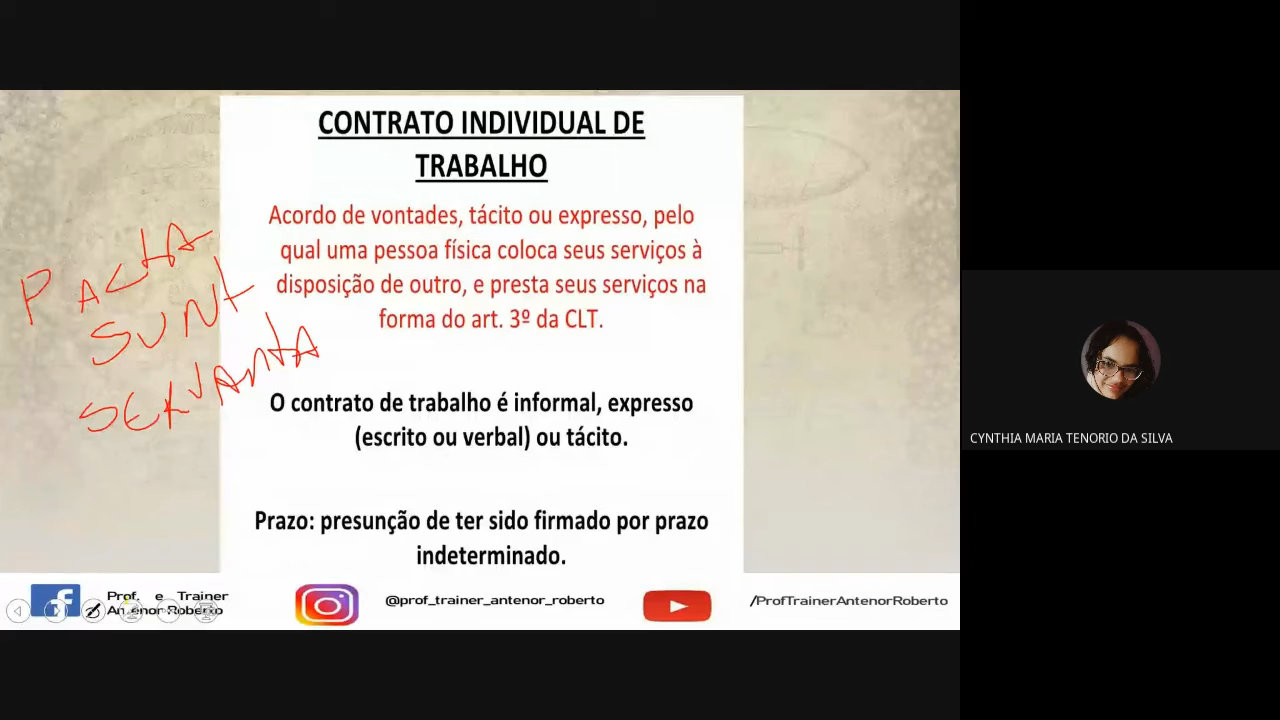 CONTRATO INDIVIDUAL DE
TRABALHO
Acordo de vontades, tácito ou expresso, pelo
qual uma pessoa física coloca seus serviços à
disposição de outro, e presta seus serviços na
forma do art. 3º da CLT.
PACTA
SUNT
SERVANTA
O contrato de trabalho é informal, expresso
(escrito ou verbal) ou tácito.
Prazo: presunção de ter sido firmado por prazo
indeterminado.
Prof. e Trainer
Antenor Roberto
@prof_trainer_antenor_roberto
/ProfTrainerAntenorRoberto
CYNTHIA MARIA TENORIO DA SILVA